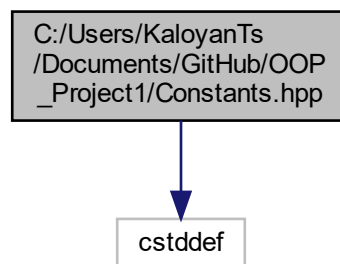 C:/Users/KaloyanTs
/Documents/GitHub/OOP
_Project1/Constants.hpp
cstddef